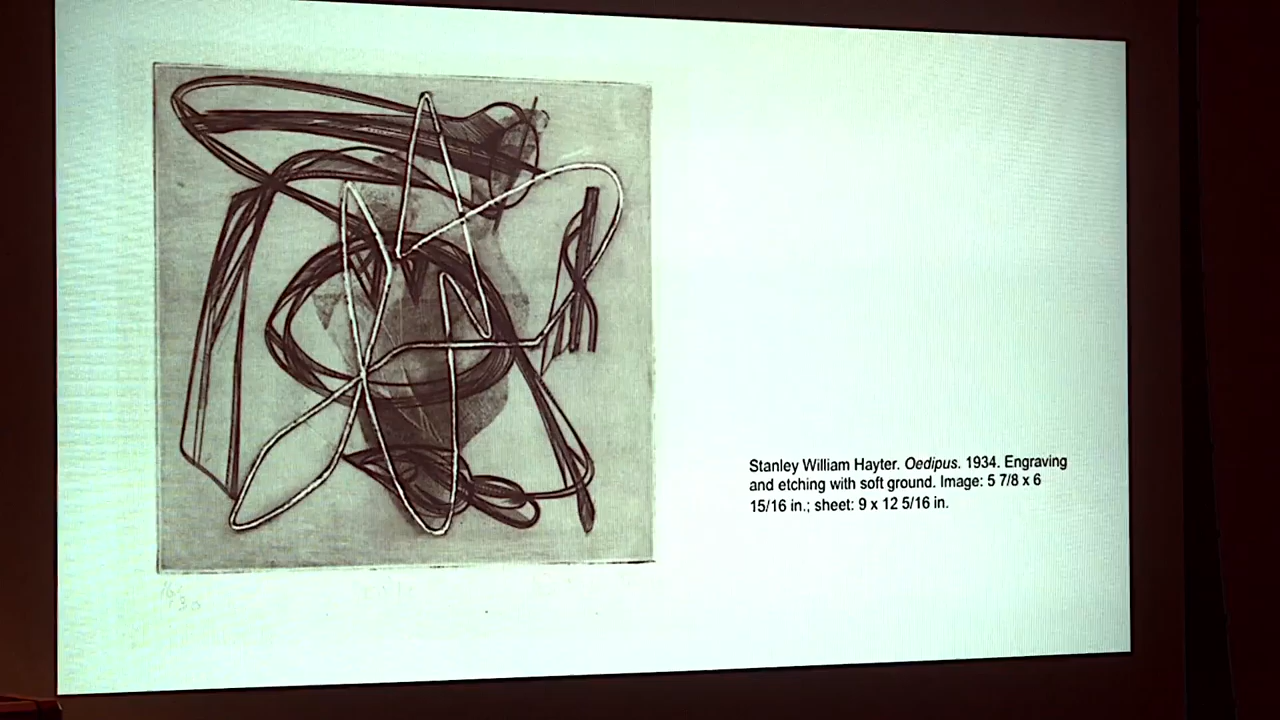 Stanley William Hayter. Oedipus. 1934. Engraving
and etching with soft ground. Image: 5 7/8 x 6
15/16 in.; sheet: 9 x 12 5/16 in.